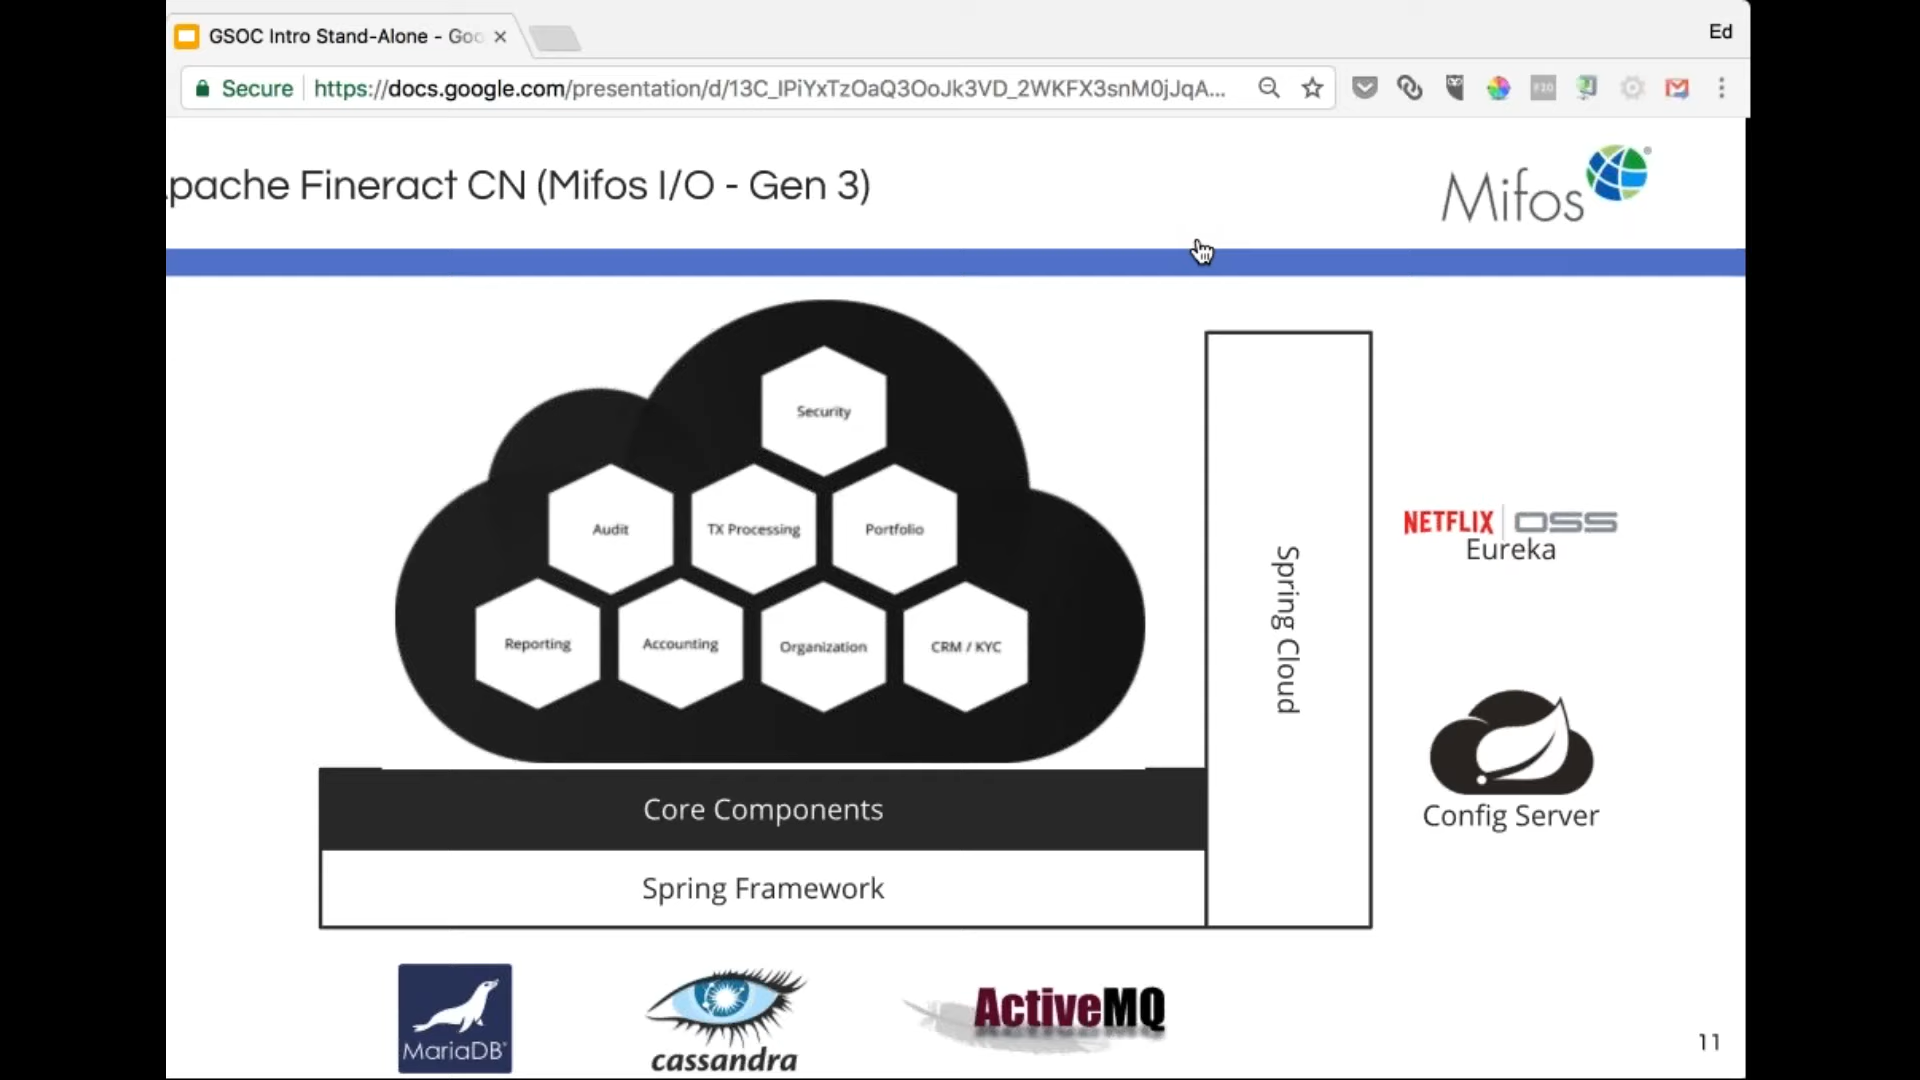 GSOC Intro Stand-Alone - Goo
Ed
Secure
https://docs.google.com/presentation/d/13C_IPiYxTzOaQ3OoJk3VD_2WKFX3snM0jJqA...
pache Fineract CN (Mifos I/O - Gen 3)
Mifos
Security
Audit
TX Processing
Portfolio
Reporting
Accounting
Organization
CRM / KYC
Spring Cloud
NETFLIX OSS
Eureka
Config Server
Core Components
Spring Framework
MariaDB
cassandra
ActiveMQ
11